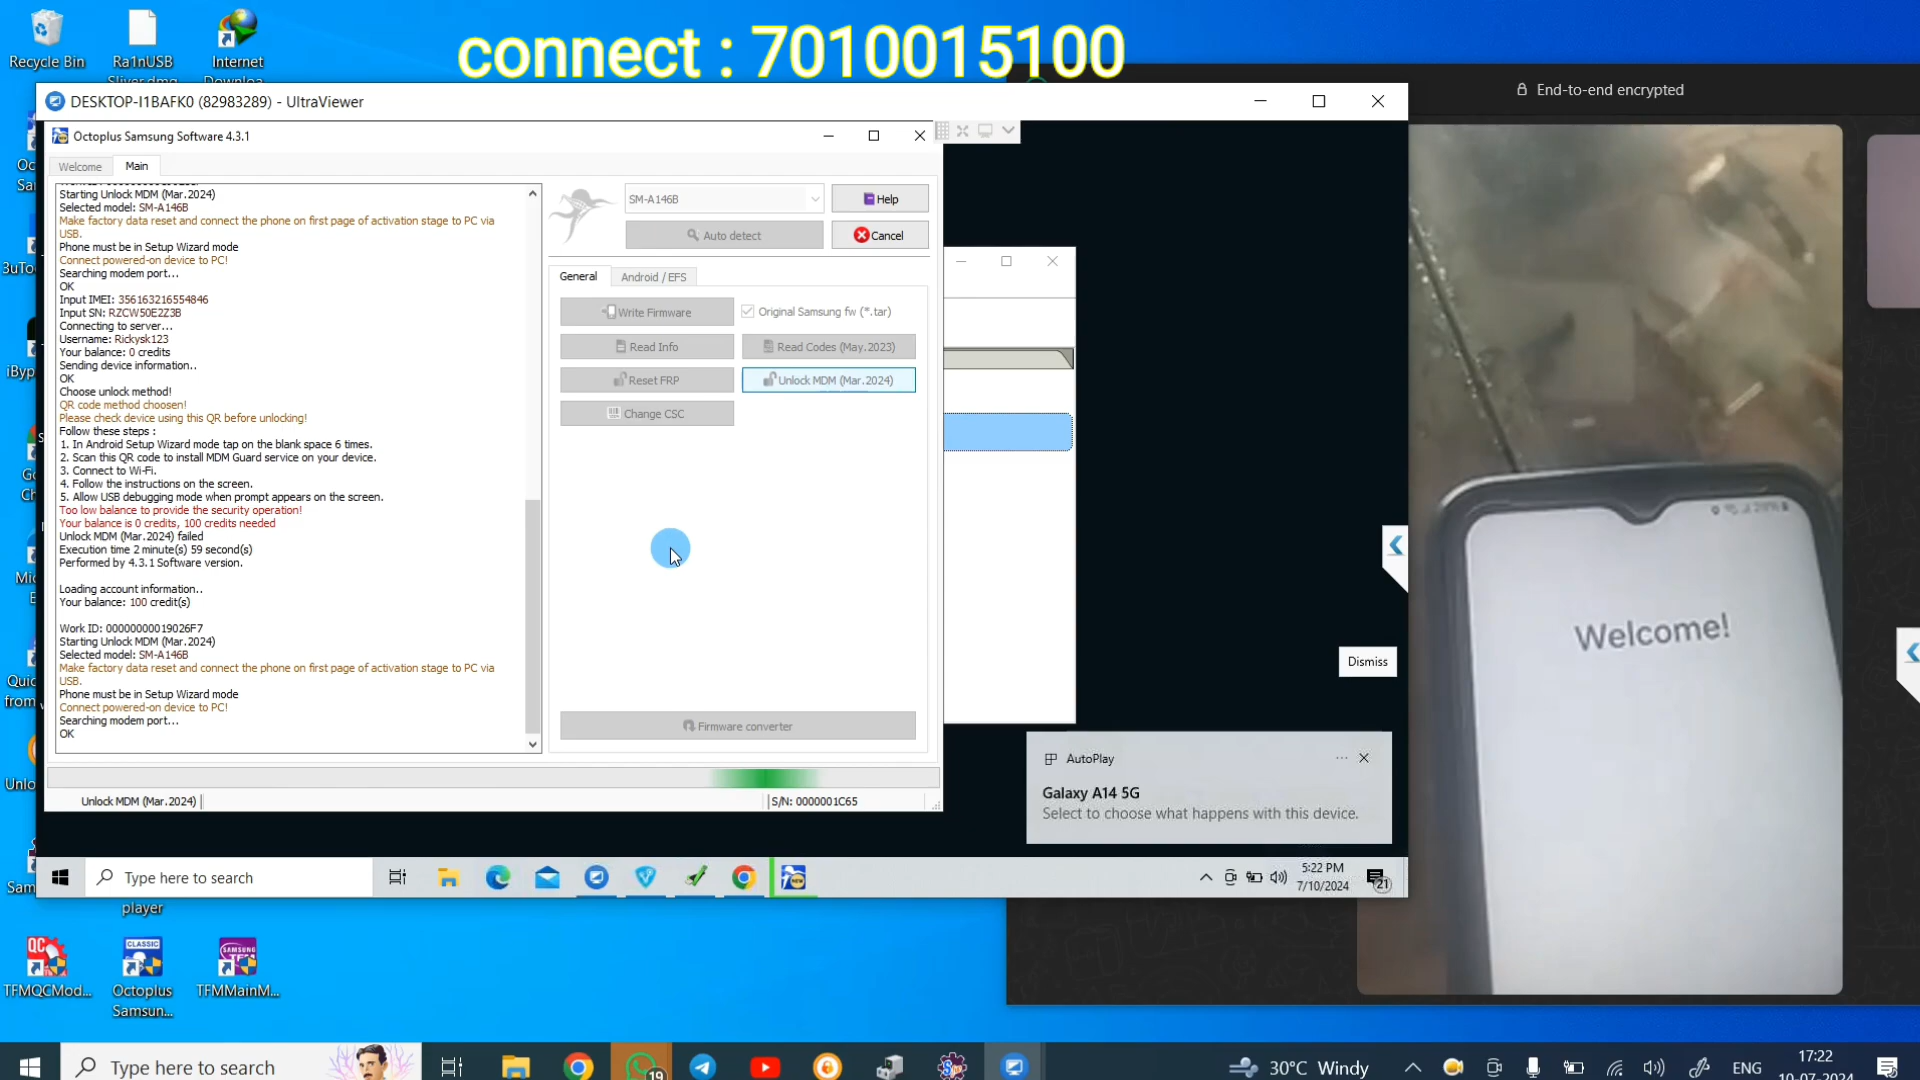 connect : 7010015100
Recycle Bin
Ra1nUSB
Internet
End-to-end encrypted
DESKTOP-I1BAFK0 (82983289) - UltraViewer
Octoplus Samsung Software 4.3.1
Welcome
Main
Starting Unlock MDM (Mar.2024)
Selected model: SM-A146B
Make factory data reset and connect the phone on first page of activation stage to PC via
USB.
Phone must be in Setup Wizard mode
Connect powered-on device to PC!
Searching modem port...
OK
Input IMEI: 356163216554846
Input SN: RZCW50E2Z3B
Connecting to server...
Username: Rickysk123
Your balance: 0 credits
Sending device information..
OK
Choose unlock method!
QR code method choosen!
Please check device using this QR before unlocking!
Follow these steps :
1. In Android Setup Wizard mode tap on the blank space 6 times.
2. Scan this QR code to install MDM Guard service on your device.
3. Connect to Wi-Fi.
4. Follow the instructions on the screen.
5. Allow USB debugging mode when prompt appears on the screen.
Too low balance to provide the security operation!
Your balance is 0 credits, 100 credits needed
Unlock MDM (Mar.2024) failed
Execution time 2 minute(s) 59 second(s)
Performed by 4.3.1 Software version.
Loading account information..
Your balance: 100 credit(s)
Work ID: 00000000019026F7
Starting Unlock MDM (Mar.2024)
Selected model: SM-A146B
Make factory data reset and connect the phone on first page of activation stage to PC via
USB.
Phone must be in Setup Wizard mode
Connect powered-on device to PC!
Searching modem port...
OK
SM-A146B
Help
Auto detect
Cancel
General
Android / EFS
Write Firmware
Original Samsung fw (*.tar)
Read Info
Read Codes (May.2023)
Reset FRP
Unlock MDM (Mar.2024)
Change CSC
Firmware converter
Unlock MDM (Mar.2024)
S/N: 0000001C65
Welcome!
Dismiss
AutoPlay
Galaxy A14 5G
Select to choose what happens with this device.
Type here to search
5:22 PM
7/10/2024
21
player
QC
CLASSIC
SAMSUNG
TFMQCMod...
Octoplus
Samsun...
TFMMainM...
Type here to search
19
30°C Windy
ENG
17:22
10-07-2024